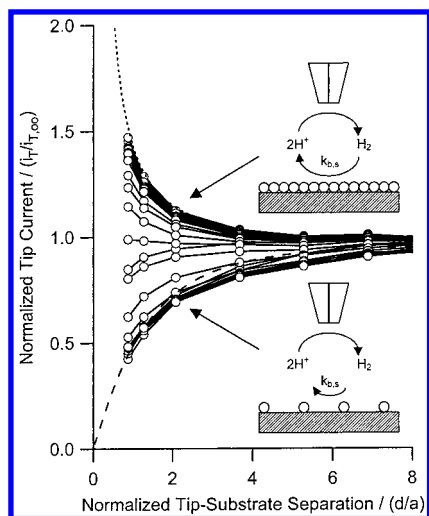 2.0
1.5
1.0
0.5
0.0
Normalized Tip Current / (iT/iT,∞)
2H+ H2
kb,s
2H+ H2
kb,s
0 2 4 6 8
Normalized Tip-Substrate Separation / (d/a)